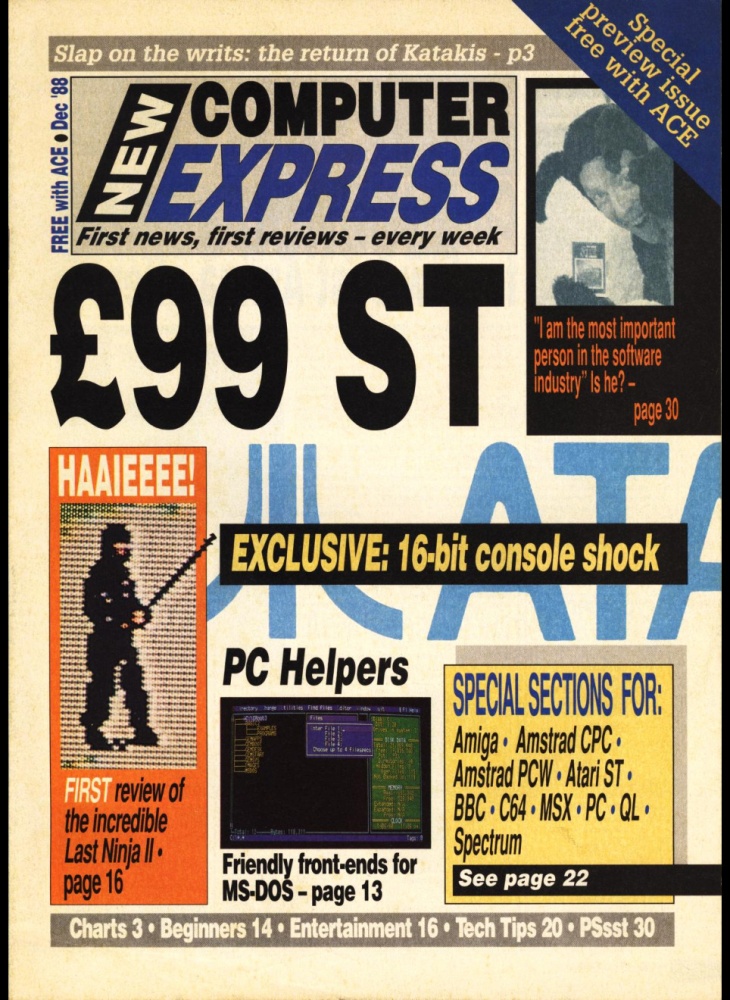 Slap on the writs: the return of Katakis - p3
Special
preview issue
free with ACE
FREE with ACE • Dec '88
NEW
COMPUTER
EXPRESS
First news, first reviews – every week
£99 ST
"I am the most important
person in the software
industry" Is he? –
page 30
HAAIEEEE!
ATA
EXCLUSIVE: 16-bit console shock
FIRST review of
the incredible
Last Ninja II •
page 16
PC Helpers
Files
Friendly front-ends for
MS-DOS – page 13
SPECIAL SECTIONS FOR:
Amiga • Amstrad CPC •
Amstrad PCW • Atari ST •
BBC • C64 • MSX • PC • QL •
Spectrum
See page 22
Charts 3 • Beginners 14 • Entertainment 16 • Tech Tips 20 • PSsst 30